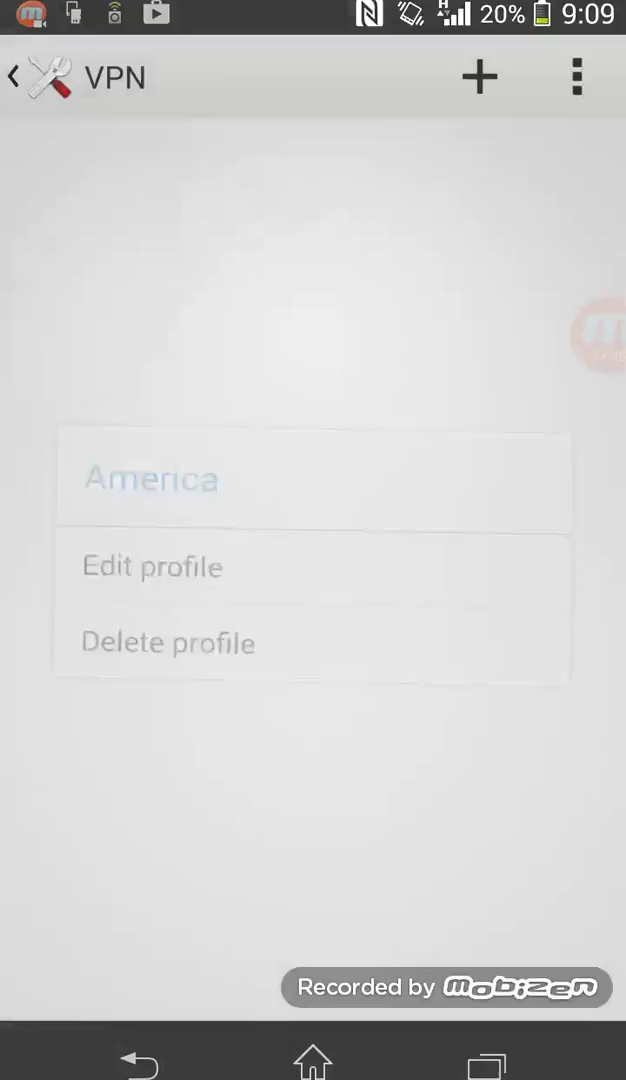 20% 9:09
VPN
America
Edit profile
Delete profile
Recorded by mobizen